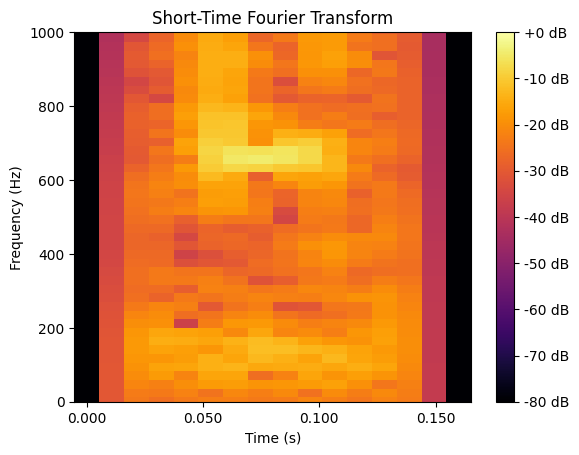 Short-Time Fourier Transform
Frequency (Hz)
1000
800
600
400
200
0
0.000
0.050
0.100
0.150
Time (s)
+0 dB
-10 dB
-20 dB
-30 dB
-40 dB
-50 dB
-60 dB
-70 dB
-80 dB